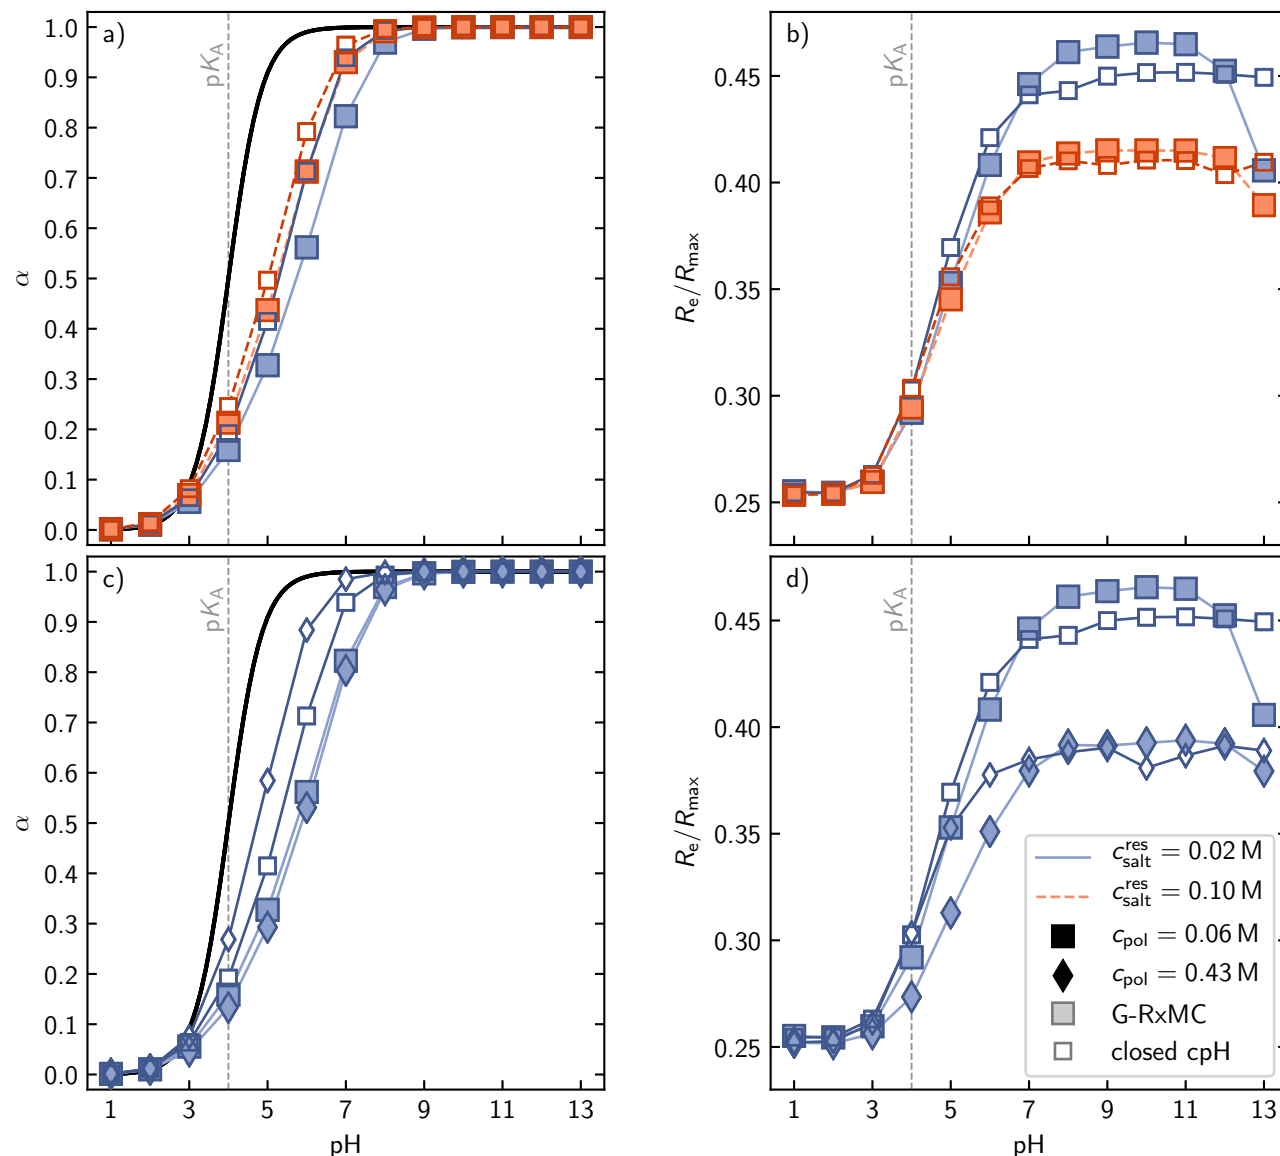 a)
pK_A
1.0
0.9
0.8
0.7
0.6
0.5
0.4
0.3
0.2
0.1
0.0
α
b)
pK_A
0.45
0.40
0.35
0.30
0.25
R_e/R_max
c)
pK_A
1.0
0.9
0.8
0.7
0.6
0.5
0.4
0.3
0.2
0.1
0.0
α
1 3 5 7 9 11 13
pH
d)
pK_A
0.45
0.40
0.35
0.30
0.25
R_e/R_max
c_salt^res = 0.02 M
c_salt^res = 0.10 M
c_pol = 0.06 M
c_pol = 0.43 M
G-RxMC
closed cpH
1 3 5 7 9 11 13
pH